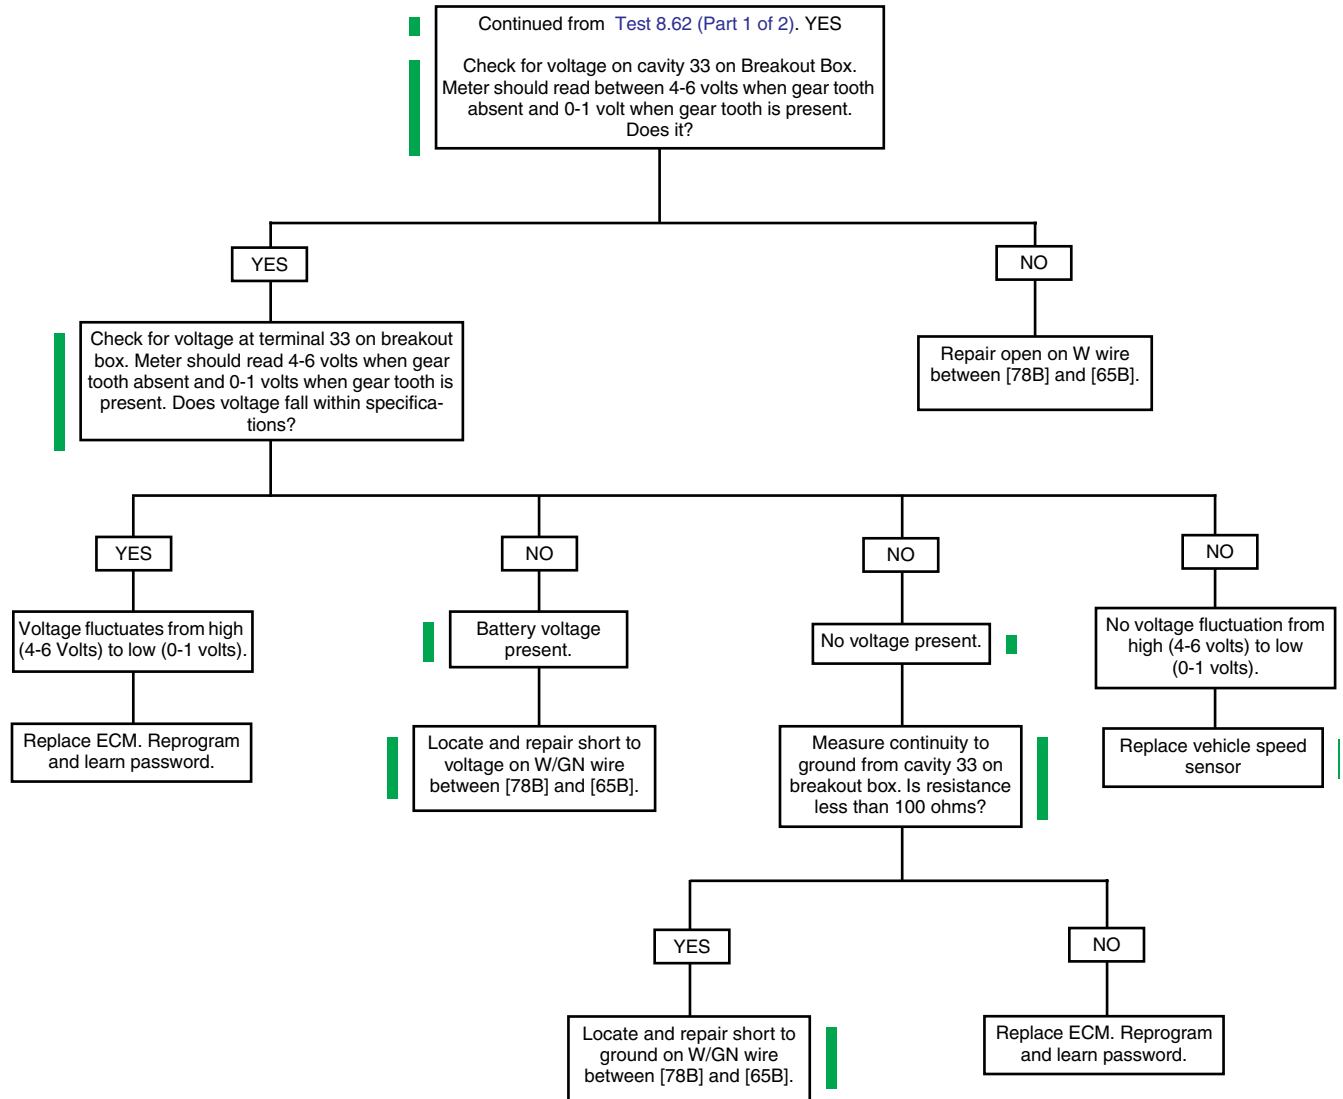 Continued from Test 8.62 (Part 1 of 2). YES
Check for voltage on cavity 33 on Breakout Box.
Meter should read between 4-6 volts when gear tooth
absent and 0-1 volt when gear tooth is present.
Does it?
YES
NO
Check for voltage at terminal 33 on breakout
box. Meter should read 4-6 volts when gear
tooth absent and 0-1 volts when gear tooth is
present. Does voltage fall within specifica-
tions?
Repair open on W wire
between [78B] and [65B].
YES
NO
NO
NO
Voltage fluctuates from high
(4-6 Volts) to low (0-1 volts).
Battery voltage
present.
No voltage present.
No voltage fluctuation from
high (4-6 volts) to low
(0-1 volts).
Replace ECM. Reprogram
and learn password.
Locate and repair short to
voltage on W/GN wire
between [78B] and [65B].
Measure continuity to
ground from cavity 33 on
breakout box. Is resistance
less than 100 ohms?
Replace vehicle speed
sensor
YES
NO
Locate and repair short to
ground on W/GN wire
between [78B] and [65B].
Replace ECM. Reprogram
and learn password.